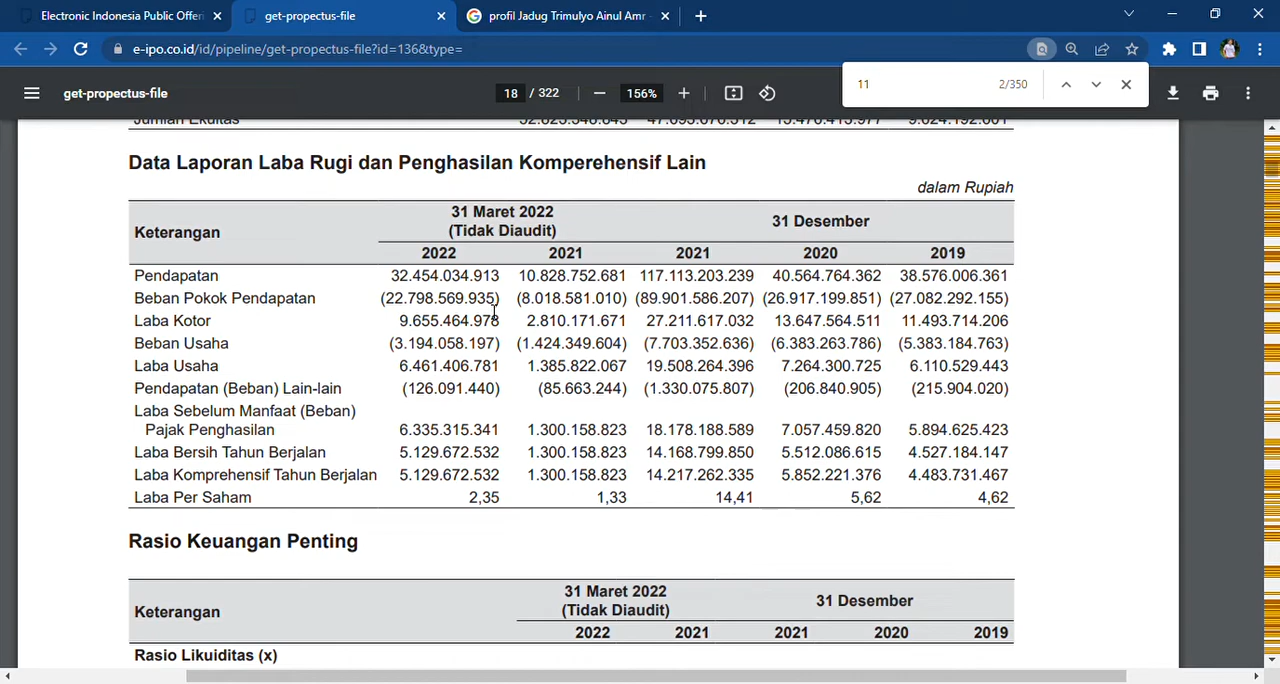 Electronic Indonesia Public Offeri
get-propectus-file
profil Jadug Trimulyo Ainul Amr
e-ipo.co.id/id/pipeline/get-propectus-file?id=136&type=
get-propectus-file 18 / 322 156%
11 2/350
Jumlah Ekuitas
Data Laporan Laba Rugi dan Penghasilan Komperehensif Lain
dalam Rupiah
Keterangan 31 Maret 2022 (Tidak Diaudit) 31 Desember
2022 2021 2021 2020 2019
Pendapatan 32.454.034.913 10.828.752.681 117.113.203.239 40.564.764.362 38.576.006.361
Beban Pokok Pendapatan (22.798.569.935) (8.018.581.010) (89.901.586.207) (26.917.199.851) (27.082.292.155)
Laba Kotor 9.655.464.978 2.810.171.671 27.211.617.032 13.647.564.511 11.493.714.206
Beban Usaha (3.194.058.197) (1.424.349.604) (7.703.352.636) (6.383.263.786) (5.383.184.763)
Laba Usaha 6.461.406.781 1.385.822.067 19.508.264.396 7.264.300.725 6.110.529.443
Pendapatan (Beban) Lain-lain (126.091.440) (85.663.244) (1.330.075.807) (206.840.905) (215.904.020)
Laba Sebelum Manfaat (Beban)
Pajak Penghasilan 6.335.315.341 1.300.158.823 18.178.188.589 7.057.459.820 5.894.625.423
Laba Bersih Tahun Berjalan 5.129.672.532 1.300.158.823 14.168.799.850 5.512.086.615 4.527.184.147
Laba Komprehensif Tahun Berjalan 5.129.672.532 1.300.158.823 14.217.262.335 5.852.221.376 4.483.731.467
Laba Per Saham 2,35 1,33 14,41 5,62 4,62
Rasio Keuangan Penting
Keterangan 31 Maret 2022 (Tidak Diaudit) 31 Desember
2022 2021 2021 2020 2019
Rasio Likuiditas (x)